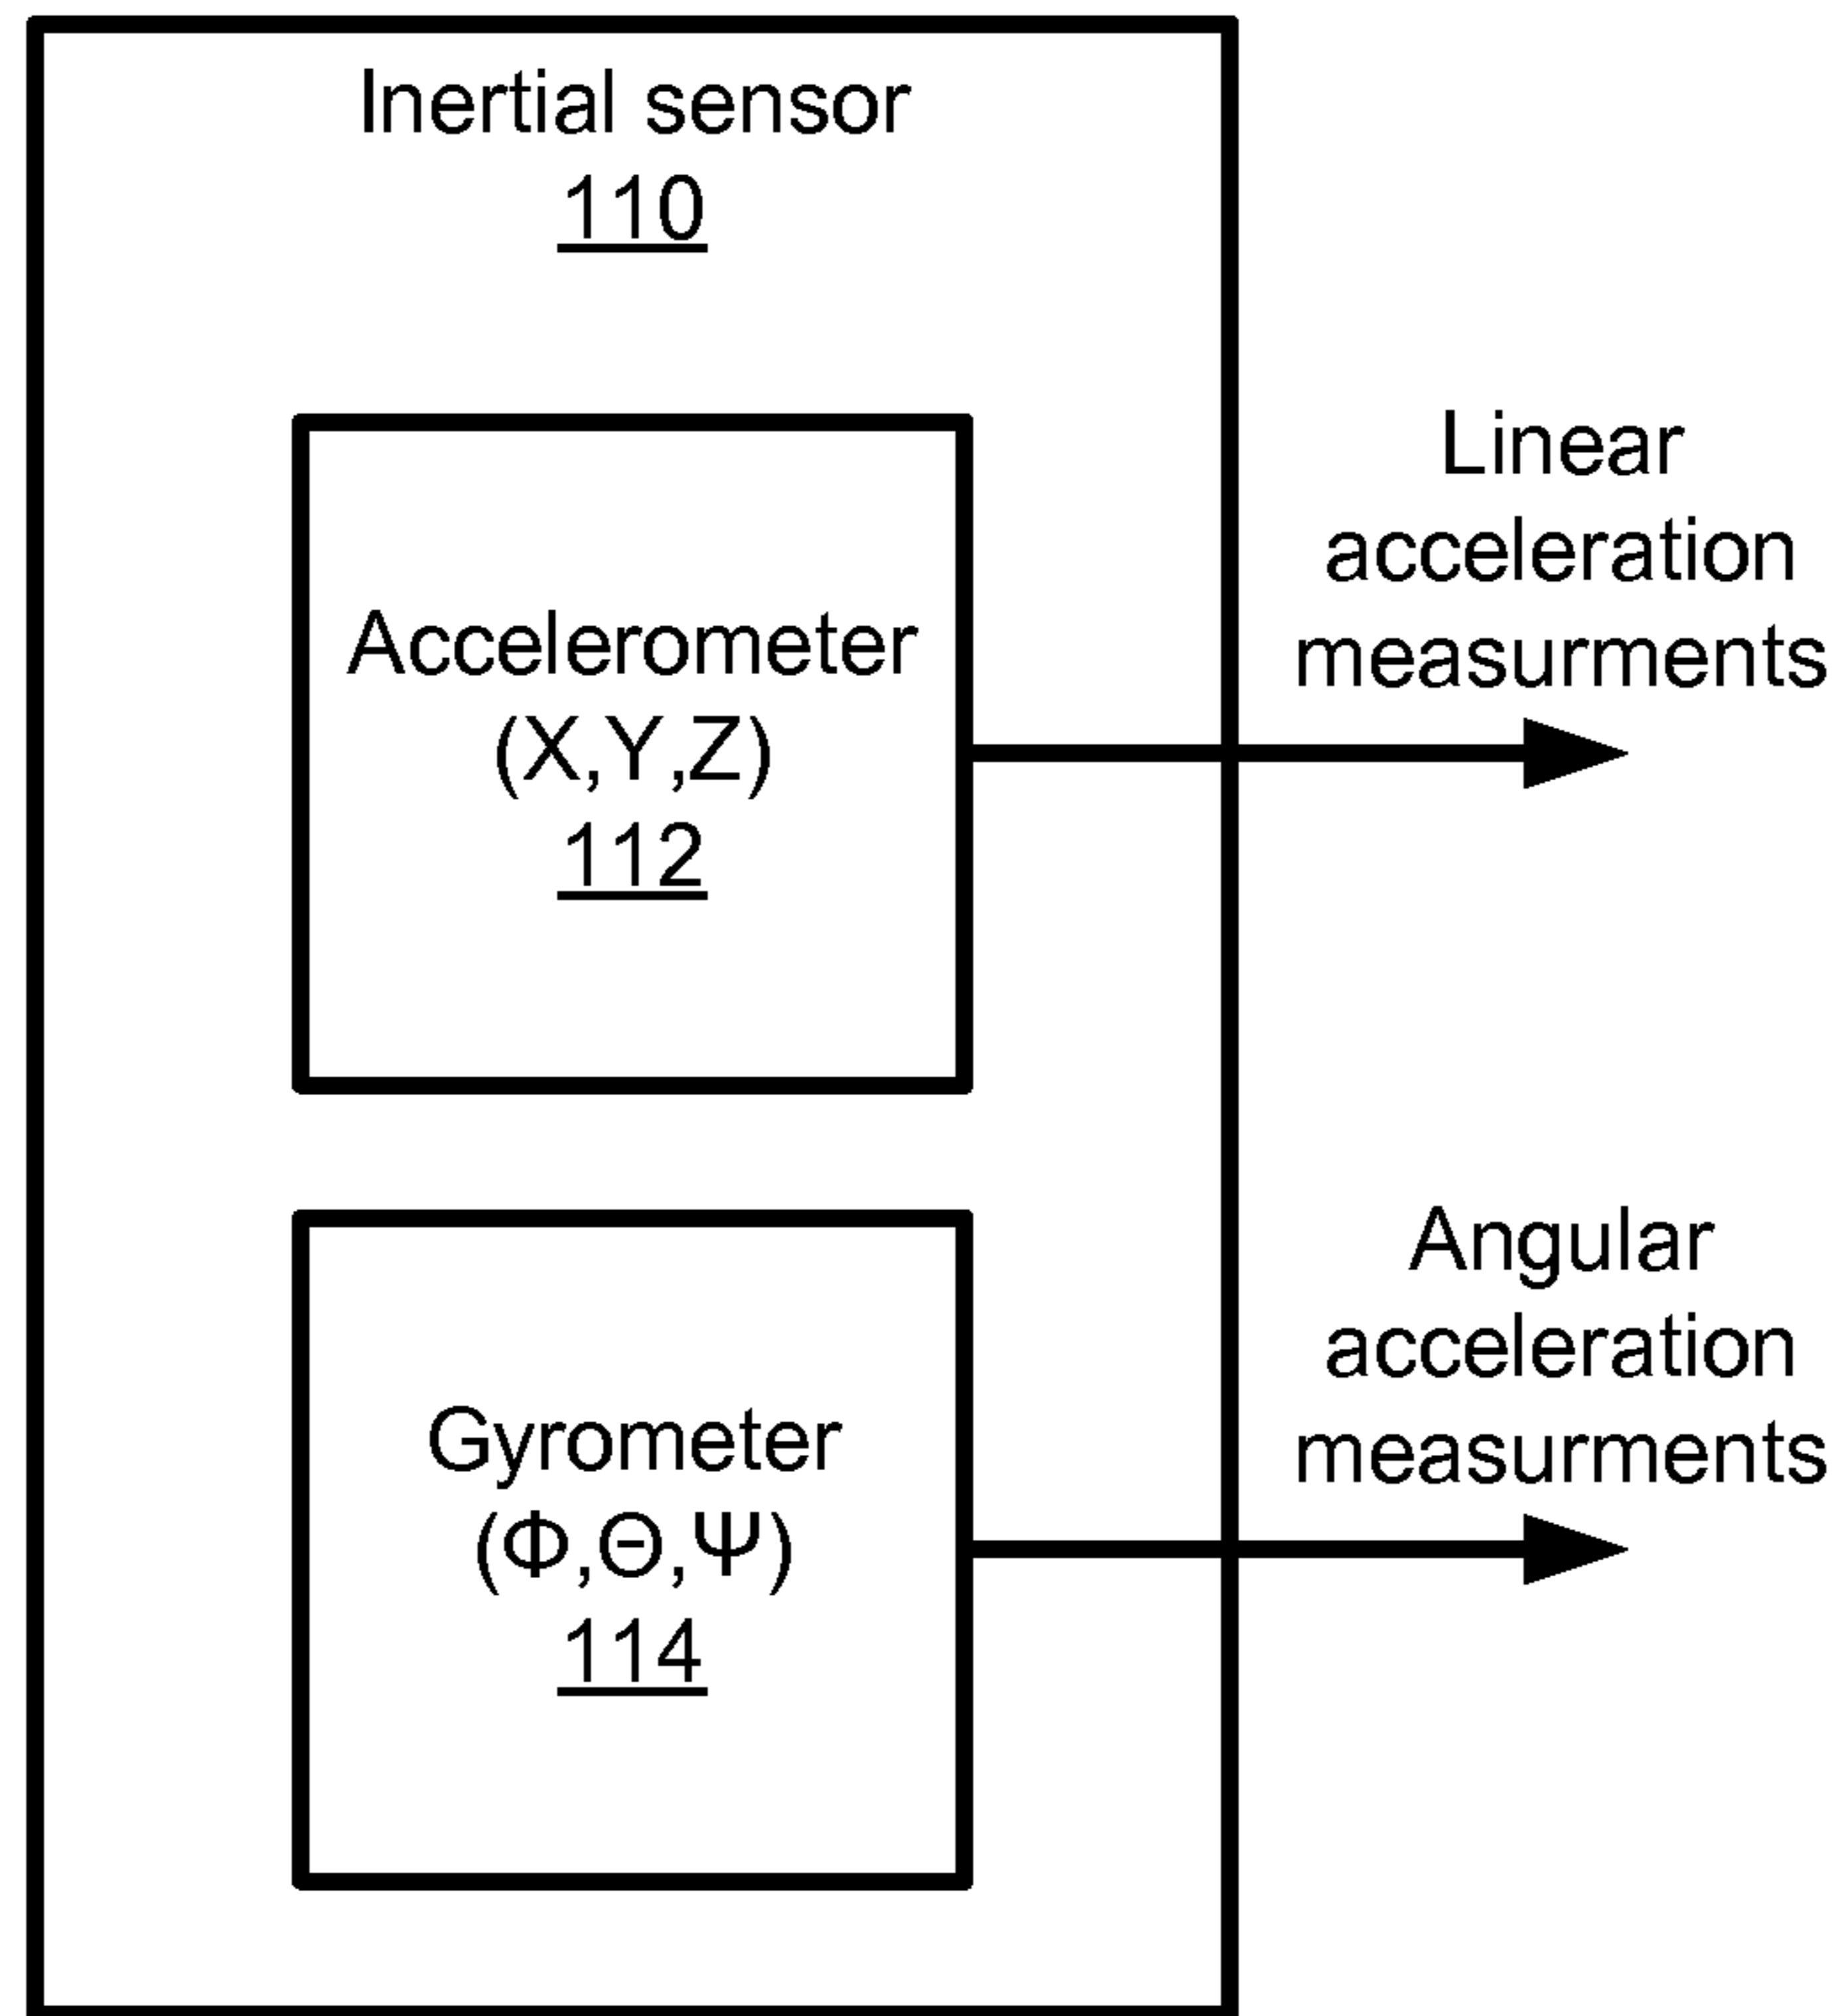 Inertial sensor
110
Accelerometer
(X,Y,Z)
112
Linear
acceleration
measurments
Gyrometer
(Φ,Θ,Ψ)
114
Angular
acceleration
measurments